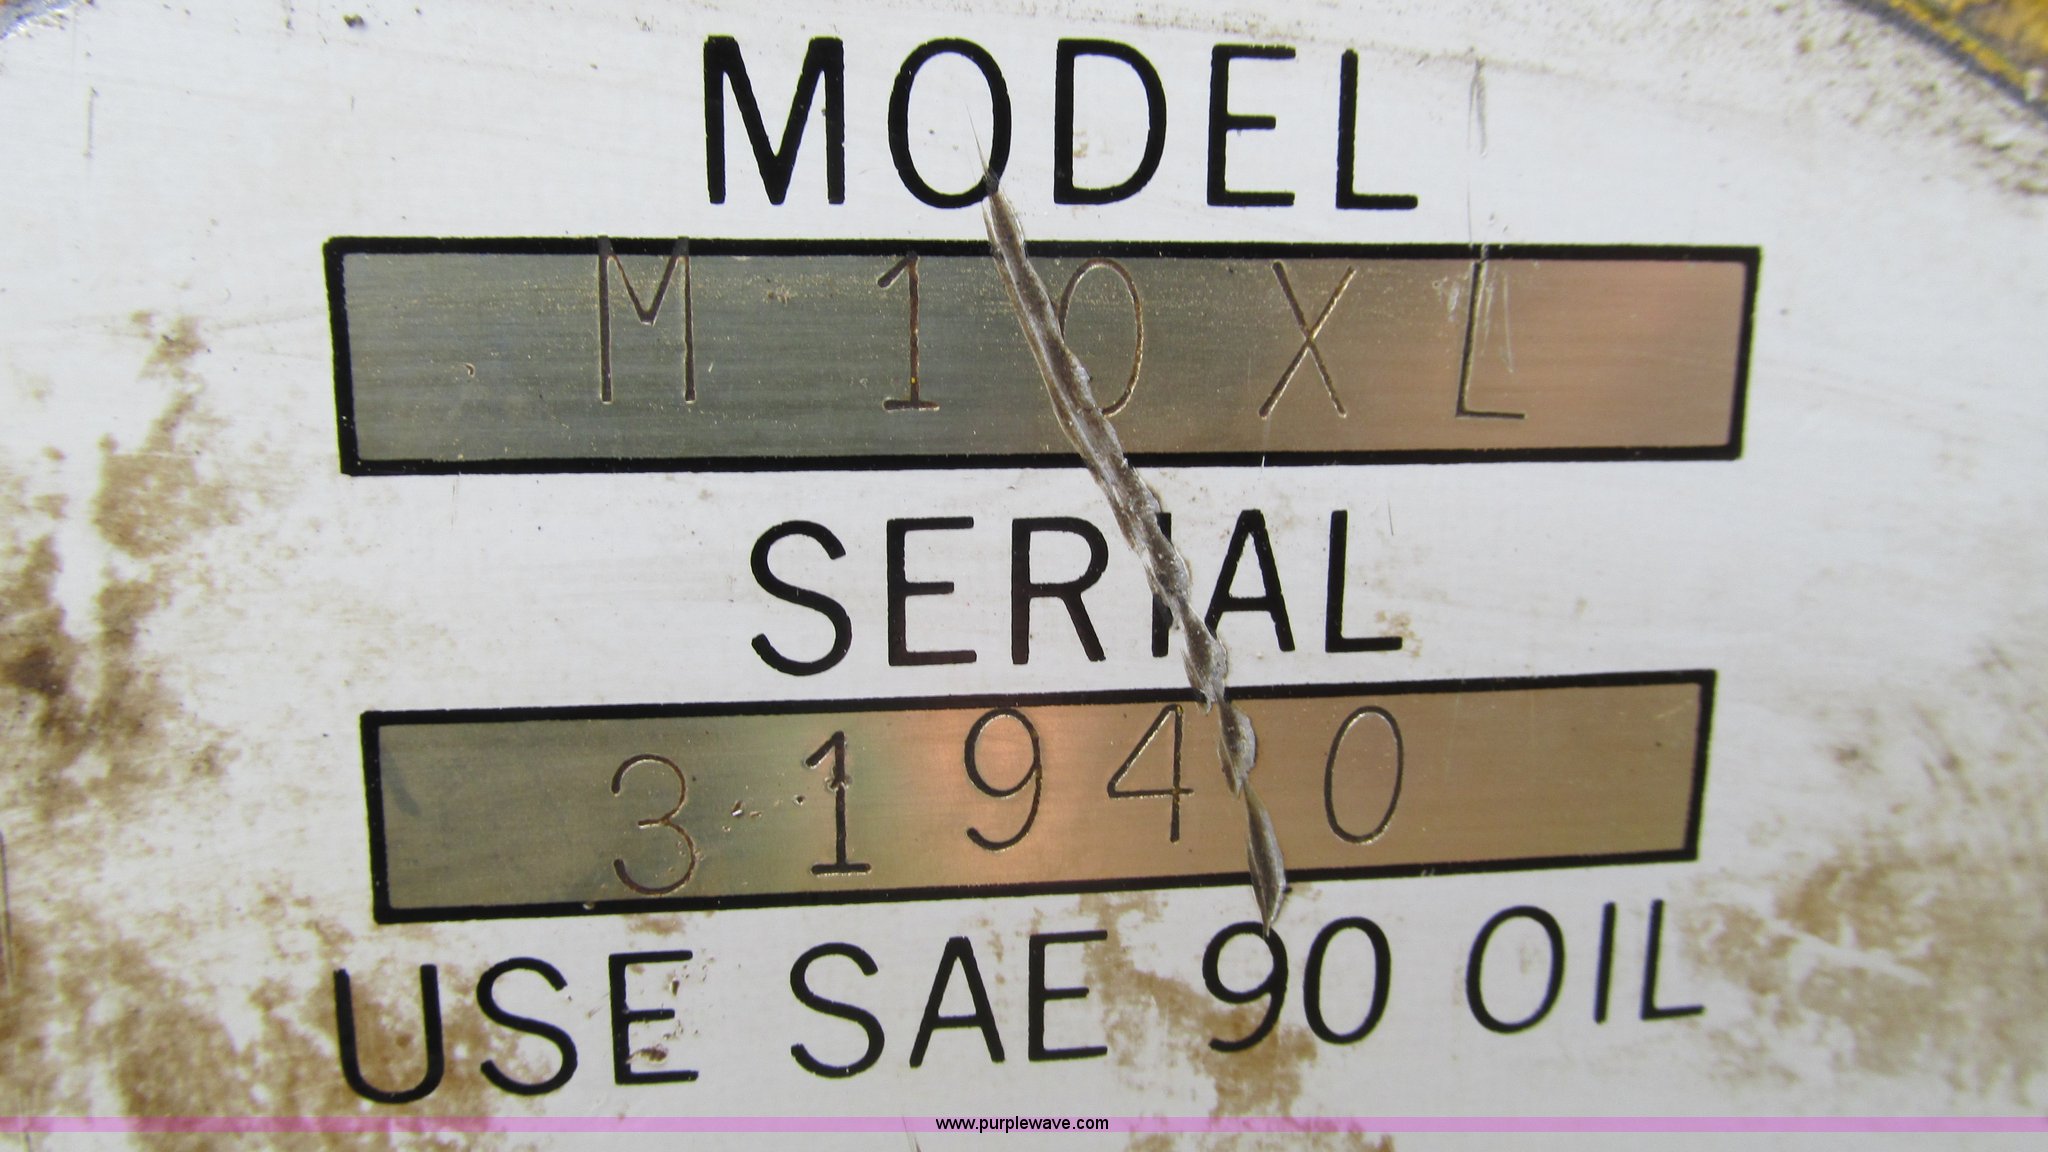 MODEL
M10XL
SERIAL
31940
USE SAE 90 OIL
www.purplewave.com